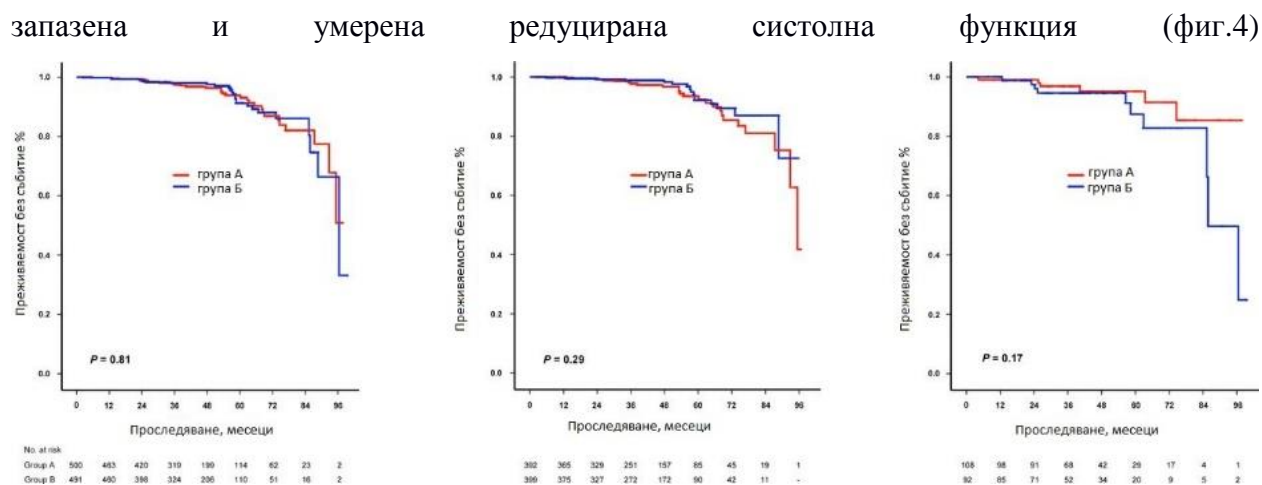 запазена и умерена редуцирана систолна функция (фиг.4)
Преживяемост без събитие %
1.0
0.8
0.6
0.4
0.2
0.0
група А
група Б
P = 0.81
0 12 24 36 48 60 72 84 96
Проследяване, месеци
No. at risk
Group A 500 463 420 319 199 114 62 23 2
Group B 491 460 398 324 206 110 51 16 2
Преживяемост без събитие %
1.0
0.8
0.6
0.4
0.2
0.0
група А
група Б
P = 0.29
0 12 24 36 48 60 72 84 96
Проследяване, месеци
392 365 329 251 157 85 45 19 1
399 375 327 272 172 90 42 11 -
Преживяемост без събитие %
1.0
0.8
0.6
0.4
0.2
0.0
група А
група Б
P = 0.17
0 12 24 36 48 60 72 84 96
Проследяване, месеци
108 98 91 68 42 29 17 4 1
92 85 71 52 34 20 9 5 2